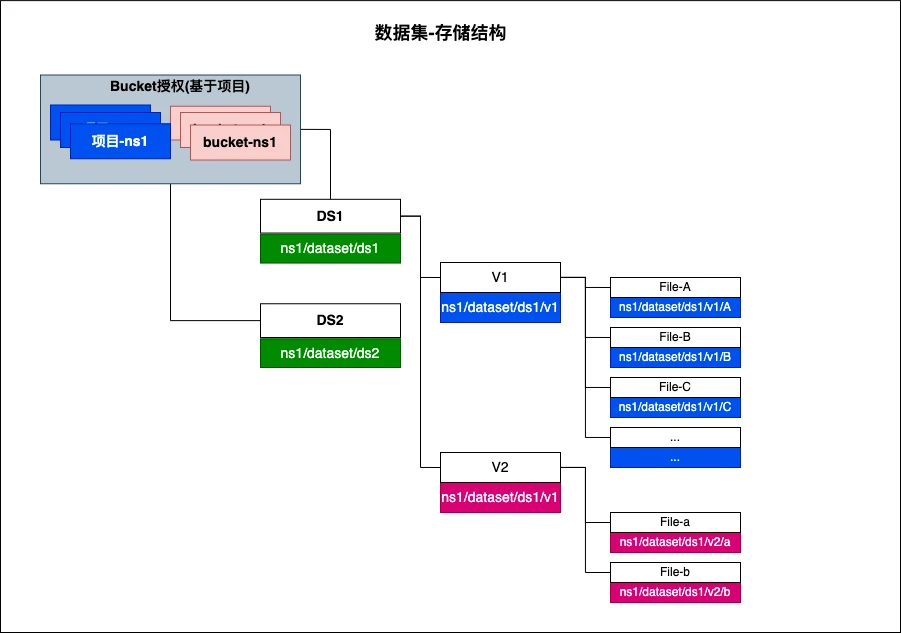 数据集-存储结构
Bucket授权(基于项目)
项目-ns1
bucket-ns1
DS1
ns1/dataset/ds1
DS2
ns1/dataset/ds2
V1
ns1/dataset/ds1/v1
File-A
ns1/dataset/ds1/v1/A
File-B
ns1/dataset/ds1/v1/B
File-C
ns1/dataset/ds1/v1/C
...
...
V2
ns1/dataset/ds1/v1
File-a
ns1/dataset/ds1/v2/a
File-b
ns1/dataset/ds1/v2/b